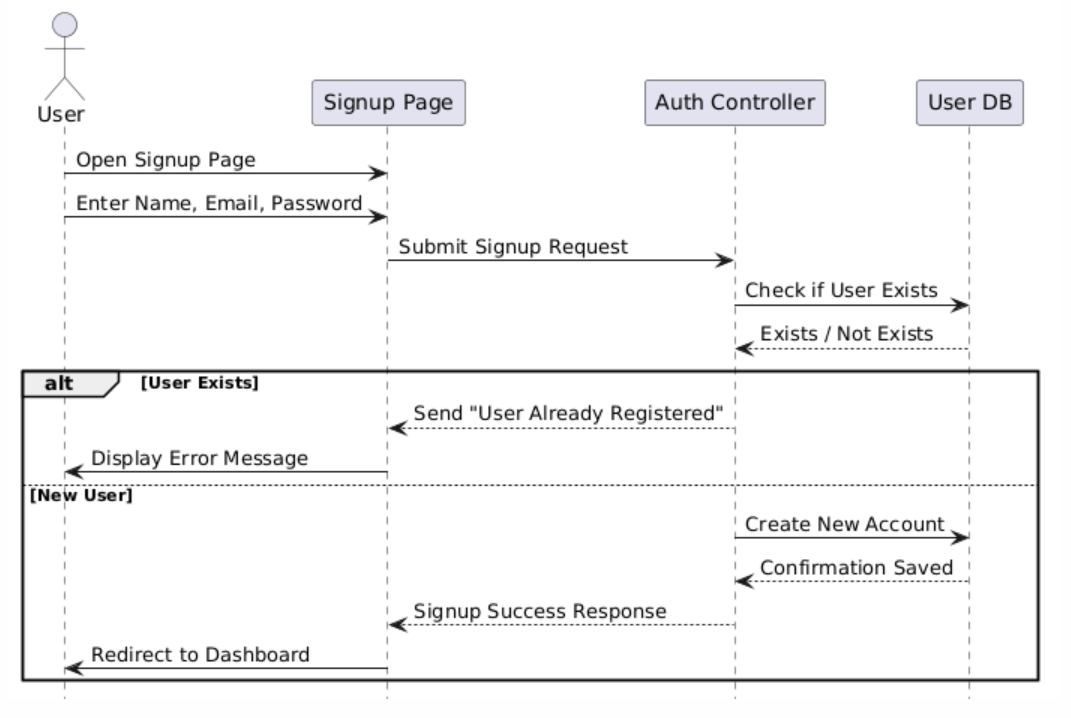 User
Signup Page
Auth Controller
User DB
Open Signup Page
Enter Name, Email, Password
Submit Signup Request
Check if User Exists
Exists / Not Exists
alt
[User Exists]
Send "User Already Registered"
Display Error Message
[New User]
Create New Account
Confirmation Saved
Signup Success Response
Redirect to Dashboard